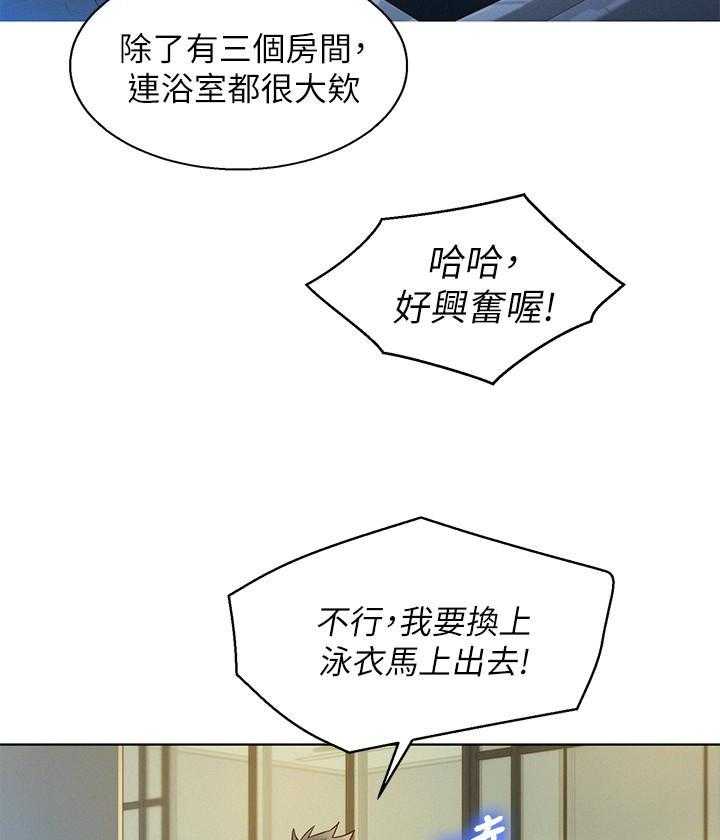 除了有三個房間，
連浴室都很大欸
哈哈，
好興奮喔！
不行，我要換上
泳衣馬上出去！